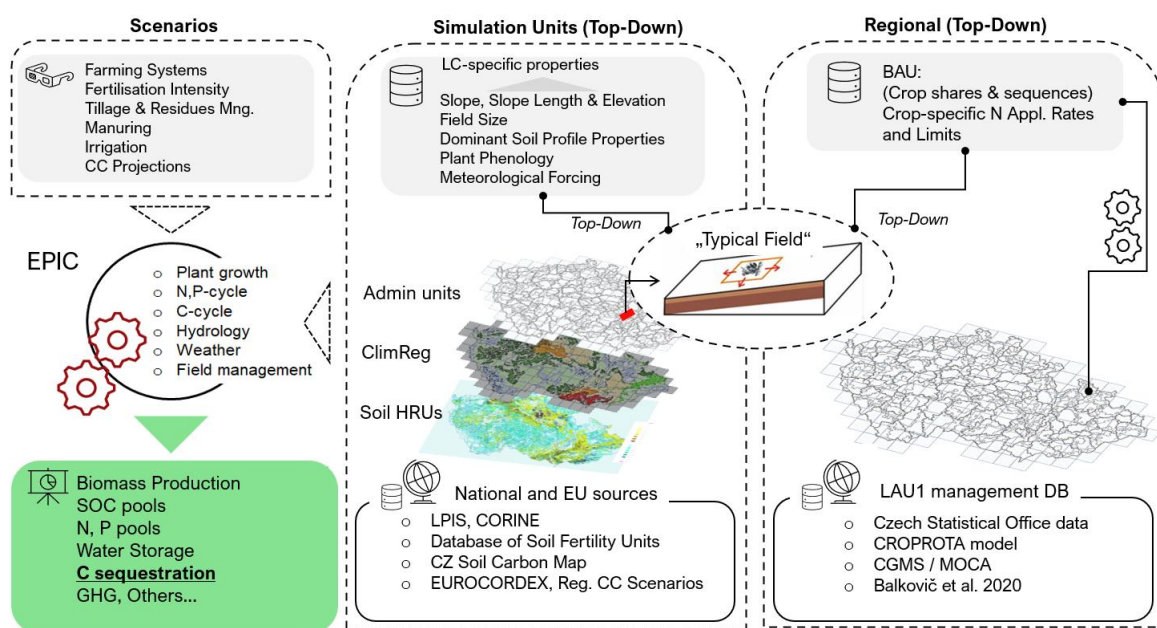 Scenarios
Farming Systems
Fertilisation Intensity
Tillage & Residues Mng.
Manuring
Irrigation
CC Projections
EPIC
Plant growth
N,P-cycle
C-cycle
Hydrology
Weather
Field management
Biomass Production
SOC pools
N, P pools
Water Storage
C sequestration
GHG, Others...
Simulation Units (Top-Down)
LC-specific properties
Slope, Slope Length & Elevation
Field Size
Dominant Soil Profile Properties
Plant Phenology
Meteorological Forcing
Top-Down
„Typical Field“
Admin units
ClimReg
Soil HRUs
National and EU sources
LPIS, CORINE
Database of Soil Fertility Units
CZ Soil Carbon Map
EUROCORDEX, Reg. CC Scenarios
Regional (Top-Down)
BAU:
(Crop shares & sequences)
Crop-specific N Appl. Rates
and Limits
Top-Down
LAU1 management DB
Czech Statistical Office data
CROPROTA model
CGMS / MOCA
Balkovič et al. 2020